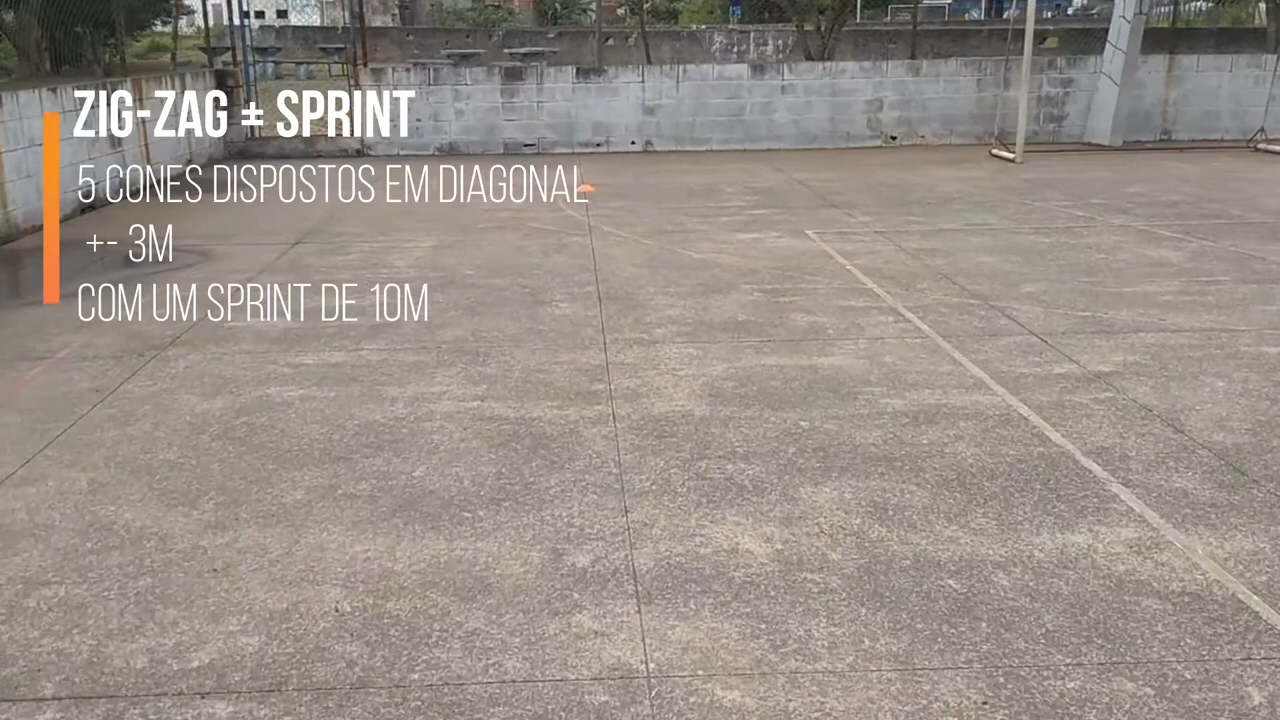 ZIG-ZAG + SPRINT
5 CONES DISPOSTOS EM DIAGONAL
+- 3M
COM UM SPRINT DE 10M